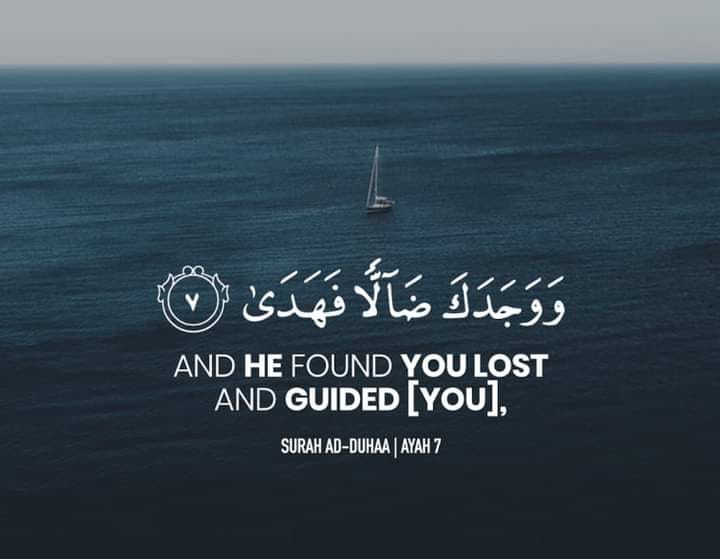 وَوَجَدَكَ ضَآلًّا فَهَدَىٰ ٧
AND HE FOUND YOU LOST
AND GUIDED [YOU],
SURAH AD-DUHAA | AYAH 7